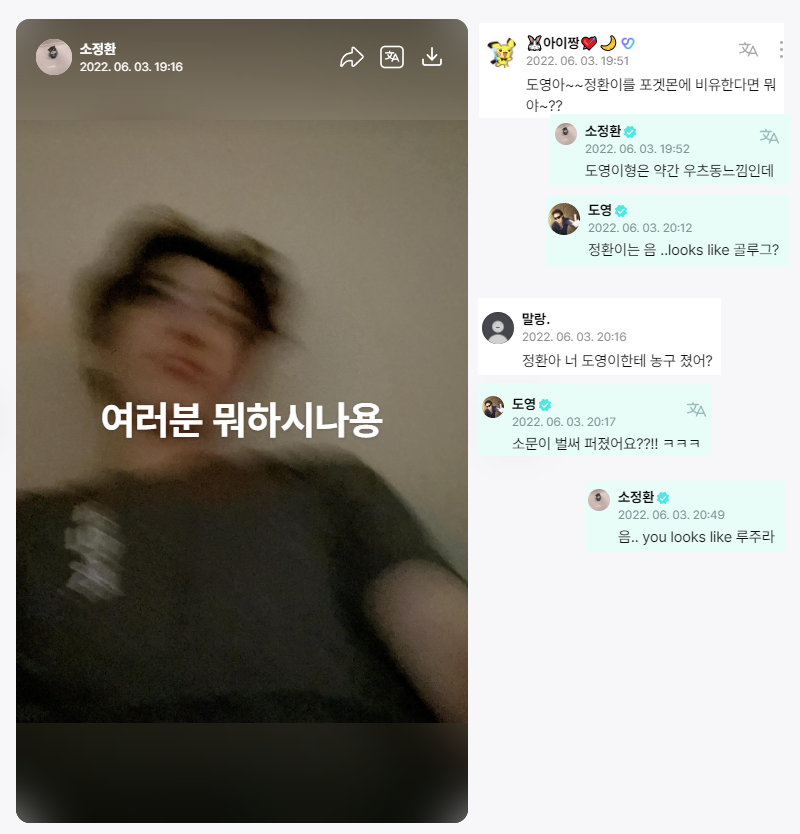 소정환
2022. 06. 03. 19:16
여러분 뭐하시나용
아이짱
2022. 06. 03. 19:51
도영아~~정환이를 포겟몬에 비유한다면 뭐
야~??
소정환
2022. 06. 03. 19:52
도영이형은 약간 우츠동느낌인데
도영
2022. 06. 03. 20:12
정환이는 음 ..looks like 골루그?
말랑.
2022. 06. 03. 20:16
정환아 너 도영이한테 농구 졌어?
도영
2022. 06. 03. 20:17
소문이 벌써 퍼졌어요??!! ㅋㅋㅋ
소정환
2022. 06. 03. 20:49
음.. you looks like 루주라